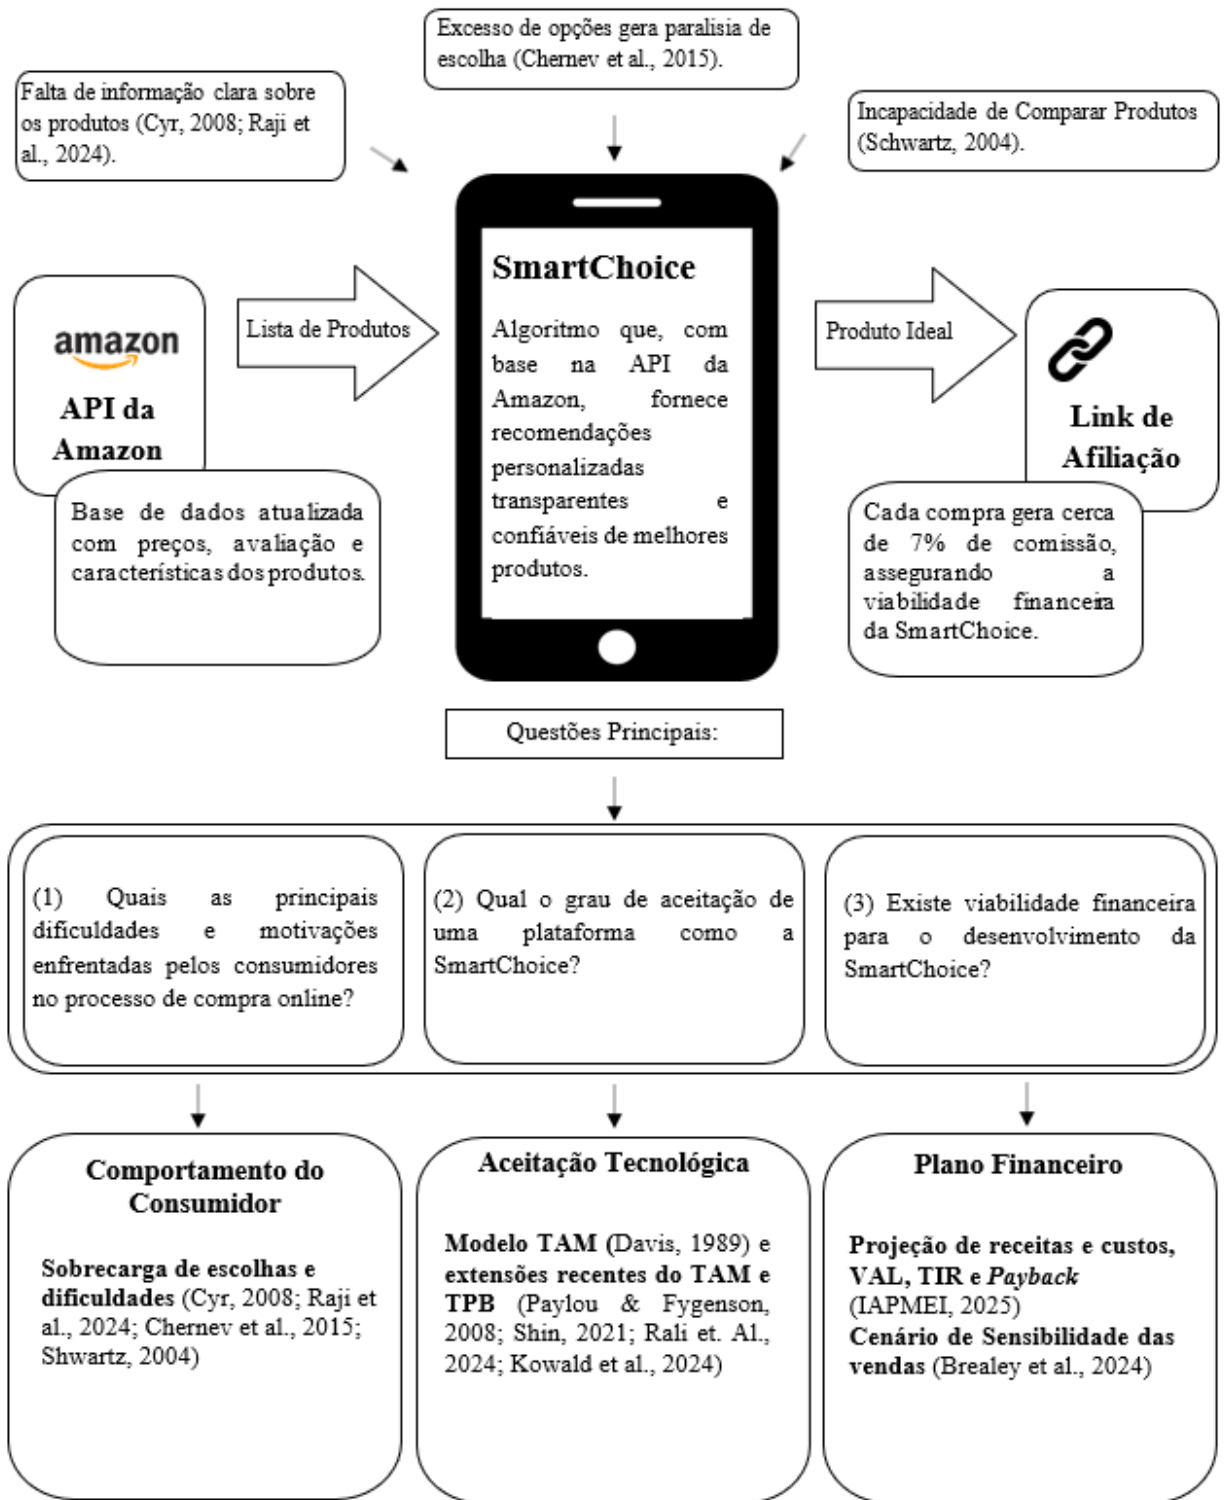 Excesso de opções gera paralisia de
escolha (Chernev et al., 2015).
Falta de informação clara sobre
os produtos (Cyr, 2008; Raji et
al., 2024).
Incapacidade de Comparar Produtos
(Schwartz, 2004).
amazon
API da
Amazon
Base de dados atualizada
com preços, avaliação e
características dos produtos.
Lista de Produtos
SmartChoice
Algoritmo que, com
base na API da
Amazon, fornece
recomendações
personalizadas
transparentes e
confiáveis de melhores
produtos.
Produto Ideal
Link de
Afiliação
Cada compra gera cerca
de 7% de comissão,
assegurando a
viabilidade financeira
da SmartChoice.
Questões Principais:
(1) Quais as principais
dificuldades e motivações
enfrentadas pelos consumidores
no processo de compra online?
(2) Qual o grau de aceitação de
uma plataforma como a
SmartChoice?
(3) Existe viabilidade financeira
para o desenvolvimento da
SmartChoice?
Comportamento do
Consumidor
Sobrecarga de escolhas e
dificuldades (Cyr, 2008; Raji et
al., 2024; Chernev et al., 2015;
Shwartz, 2004)
Aceitação Tecnológica
Modelo TAM (Davis, 1989) e
extensões recentes do TAM e
TPB (Paylou & Fygenson,
2008; Shin, 2021; Rali et. Al.,
2024; Kowald et al., 2024)
Plano Financeiro
Projeção de receitas e custos,
VAL, TIR e Payback
(IAPMEI, 2025)
Cenário de Sensibilidade das
vendas (Brealey et al., 2024)